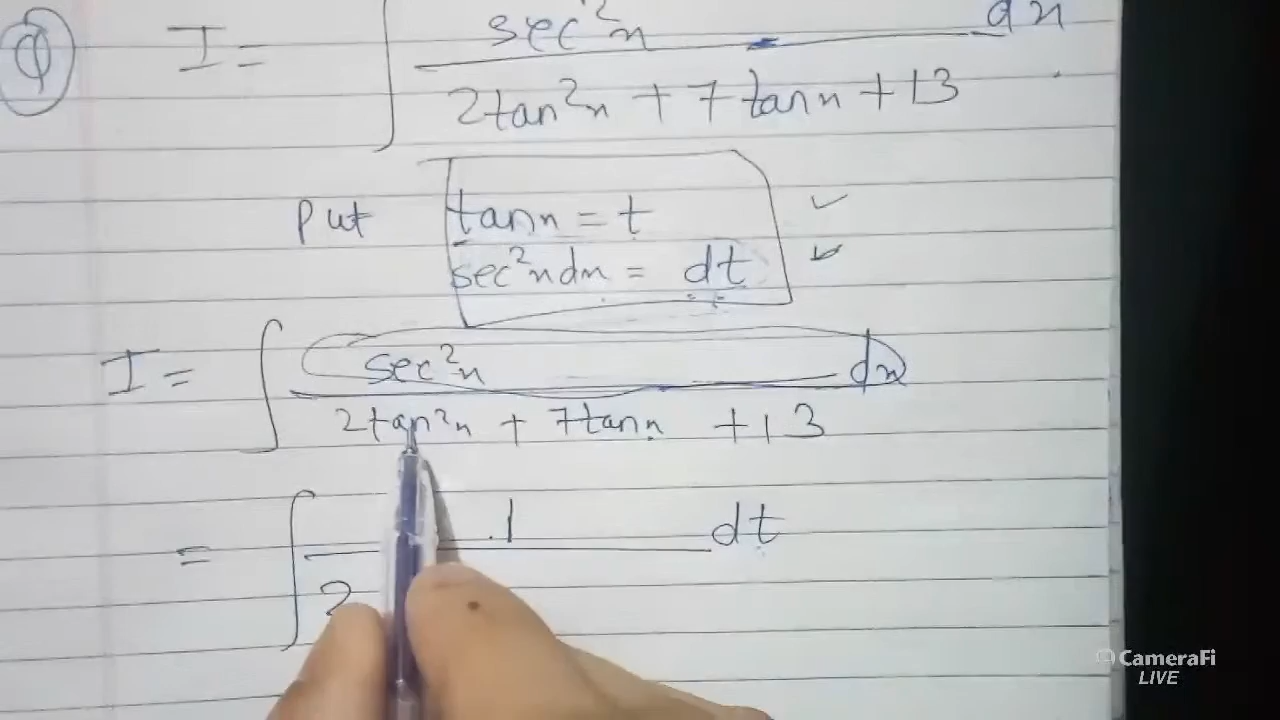 Q I = ∫ sec²x dx
2tan²x + 7tanx + 13
Put tanx = t
sec²x dx = dt
I = ∫ sec²x dx
2tan²x + 7tanx + 13
= ∫ 1 dt
2
CameraFi
LIVE